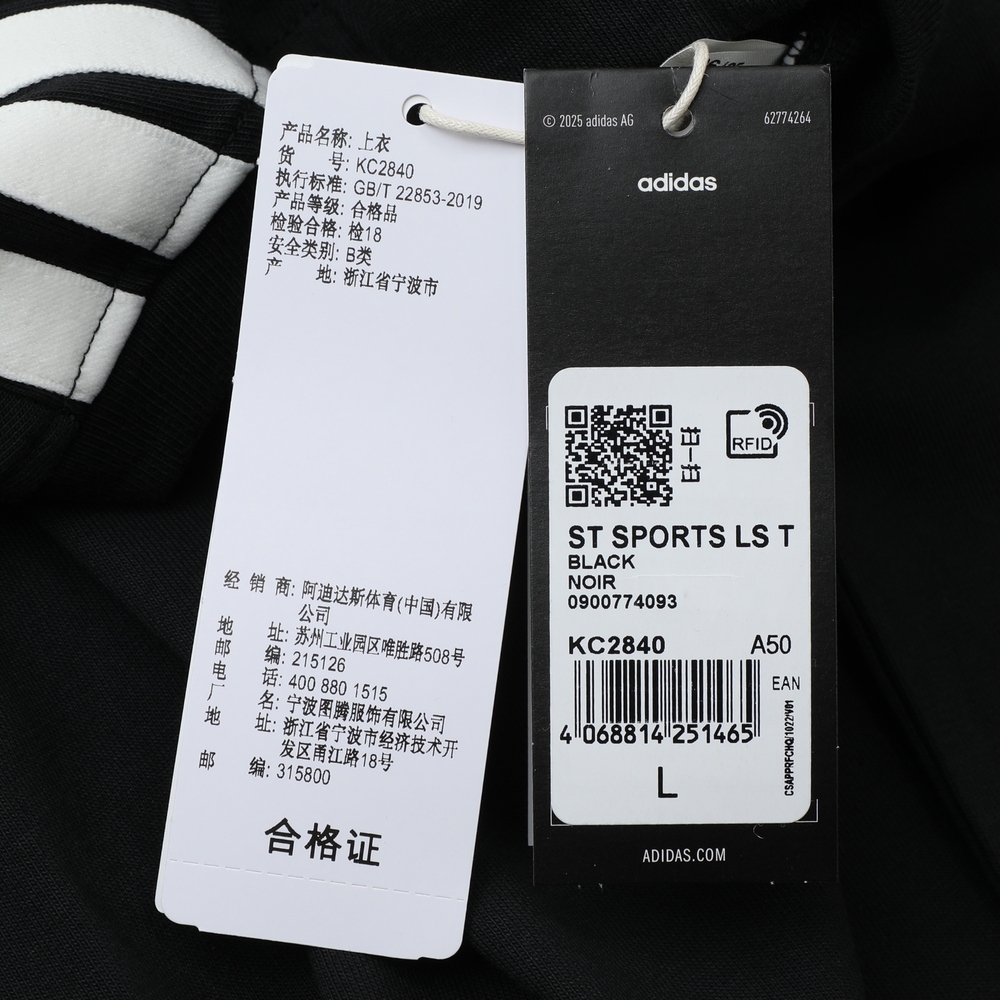 产品名称: 上衣
货 号: KC2840
执行标准: GB/T 22853-2019
产品等级: 合格品
检验合格: 检18
安全类别: B类
产 地: 浙江省宁波市
经 销 商: 阿迪达斯体育(中国)有限
公司
地 址: 苏州工业园区唯胜路508号
邮 编: 215126
电 话: 400 880 1515
厂 名: 宁波图腾服饰有限公司
地 址: 浙江省宁波市经济技术开
发区甬江路18号
邮 编: 315800
合格证
© 2025 adidas AG
62774264
adidas
RFID
ST SPORTS LS T
BLACK
NOIR
0900774093
KC2840 A50
EAN
4 068814 251465
CSAPPRFCHQ/1022/V01
L
ADIDAS.COM